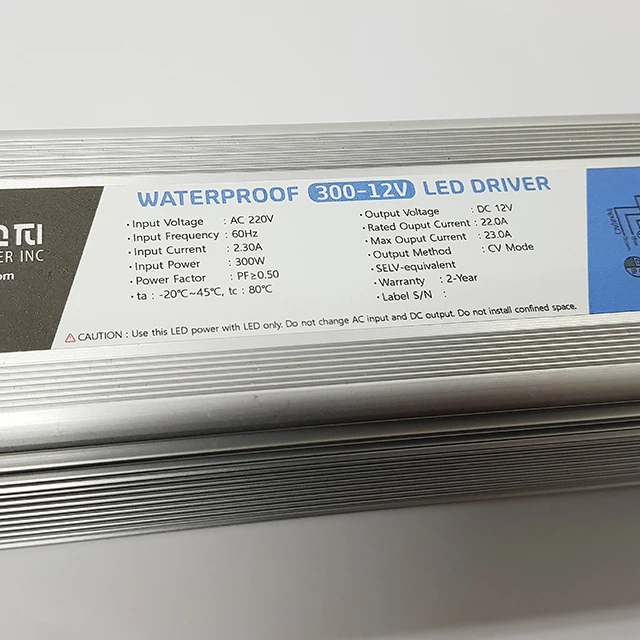 WATERPROOF 300-12V LED DRIVER
· Input Voltage : AC 220V
· Input Frequency : 60Hz
· Input Current : 2.30A
· Input Power : 300W
· Power Factor : PF≥0.50
· ta : -20℃~45℃, tc : 80℃
· Output Voltage : DC 12V
· Rated Ouput Current : 22.0A
· Max Ouput Current : 23.0A
· Output Method : CV Mode
· SELV-equivalent
· Warranty : 2-Year
· Label S/N :
⚠ CAUTION : Use this LED power with LED only. Do not change AC input and DC output. Do not install confined space.
ER INC
om